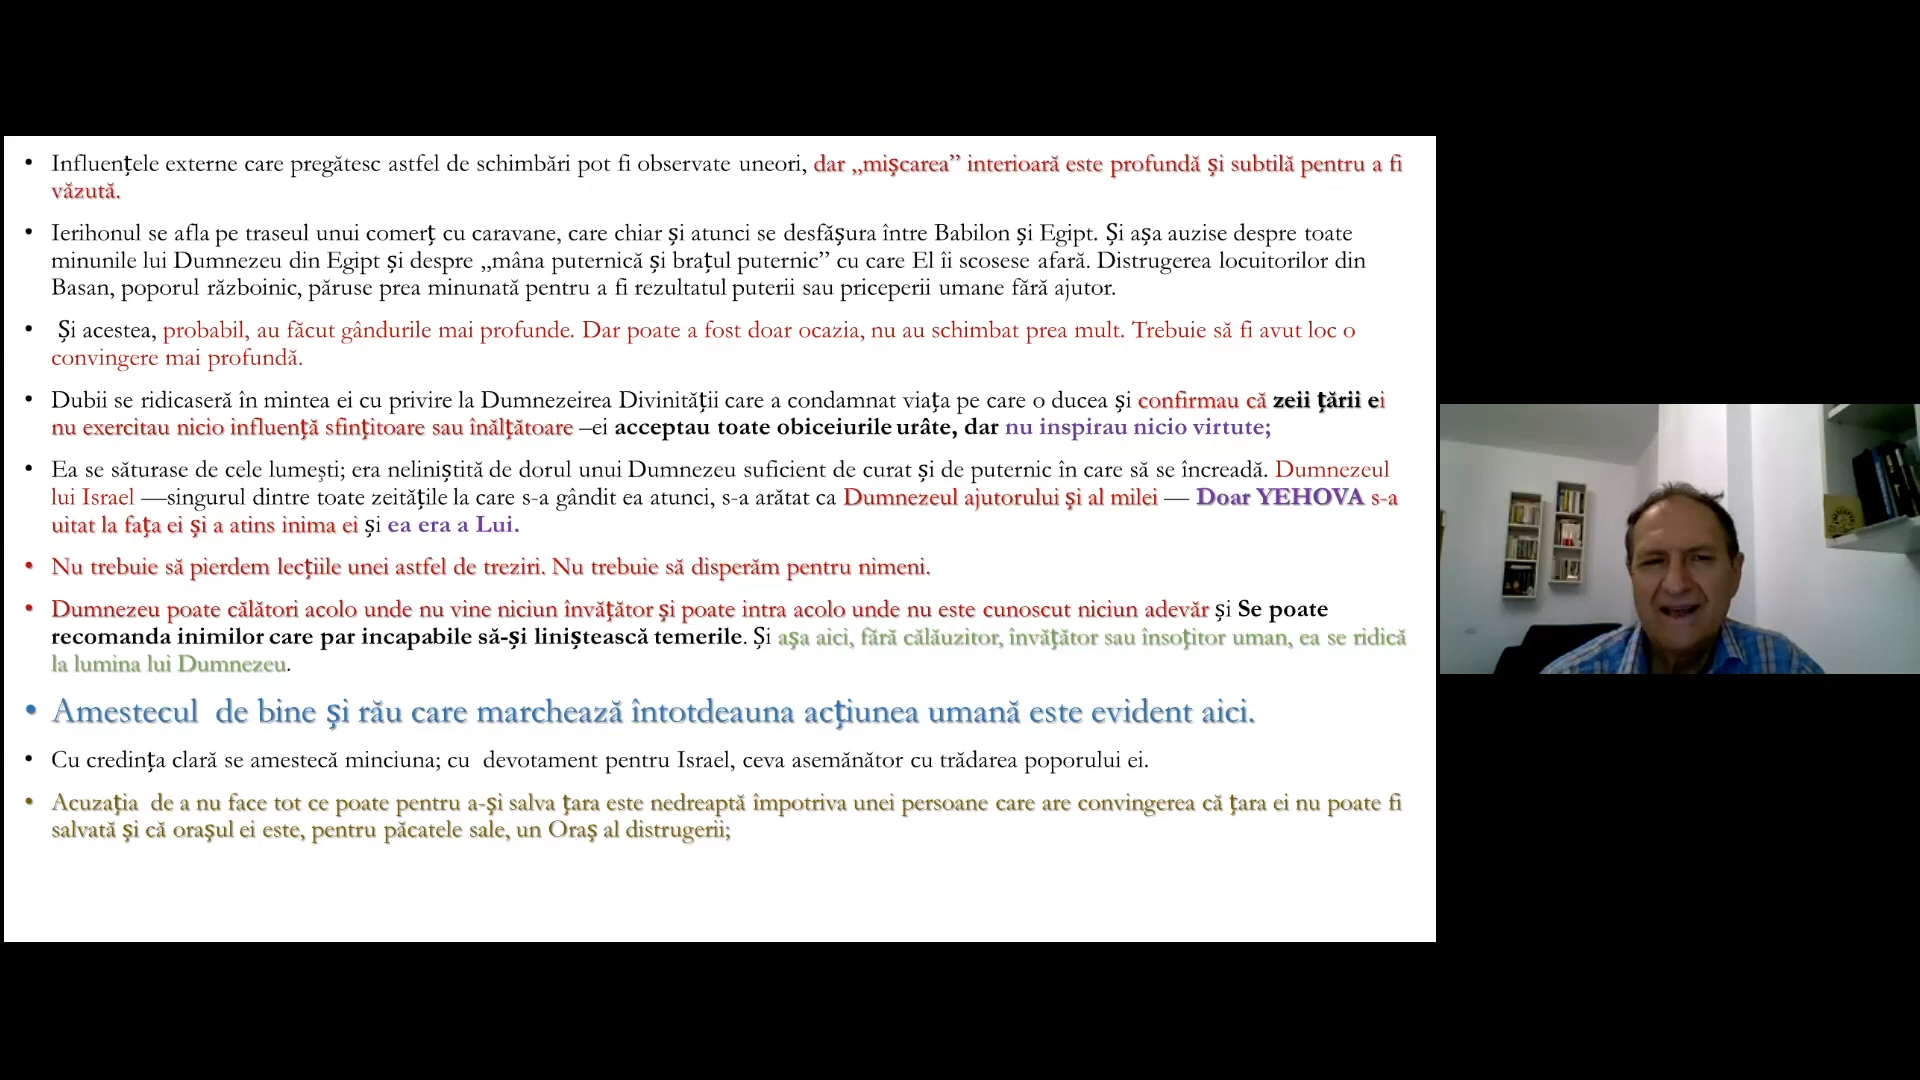 • Influențele externe care pregătesc astfel de schimbări pot fi observate uneori, dar „mișcarea” interioară este profundă și subtilă pentru a fi
văzută.
• Ierihonul se afla pe traseul unui comerț cu caravane, care chiar și atunci se desfășura între Babilon și Egipt. Și așa auzise despre toate
minunile lui Dumnezeu din Egipt și despre „mâna puternică și brațul puternic” cu care El îi scosese afară. Distrugerea locuitorilor din
Basan, poporul războinic, păruse prea minunată pentru a fi rezultatul puterii sau priceperii umane fără ajutor.
• Și acestea, probabil, au făcut gândurile mai profunde. Dar poate a fost doar ocazia, nu au schimbat prea mult. Trebuie să fi avut loc o
convingere mai profundă.
• Dubii se ridicaseră în mintea ei cu privire la Dumnezeirea Divinității care a condamnat viața pe care o ducea și confirmau că zeii țării ei
nu exercitau nicio influență sfințitoare sau înălțătoare –ei acceptau toate obiceiurile urâte, dar nu inspirau nicio virtute;
• Ea se săturase de cele lumești; era neliniștită de dorul unui Dumnezeu suficient de curat și de puternic în care să se încreadă. Dumnezeul
lui Israel —singurul dintre toate zeitățile la care s-a gândit ea atunci, s-a arătat ca Dumnezeul ajutorului și al milei — Doar YEHOVA s-a
uitat la fața ei și a atins inima ei și ea era a Lui.
• Nu trebuie să pierdem lecțiile unei astfel de treziri. Nu trebuie să disperăm pentru nimeni.
• Dumnezeu poate călători acolo unde nu vine niciun învățător și poate intra acolo unde nu este cunoscut niciun adevăr și Se poate
recomanda inimilor care par incapabile să-și liniștească temerile. Și așa aici, fără călăuzitor, învățător sau însoțitor uman, ea se ridică
la lumina lui Dumnezeu.
• Amestecul  de bine și rău care marchează întotdeauna acțiunea umană este evident aici.
• Cu credința clară se amestecă minciuna; cu  devotament pentru Israel, ceva asemănător cu trădarea poporului ei.
• Acuzația  de a nu face tot ce poate pentru a-și salva țara este nedreaptă împotriva unei persoane care are convingerea că țara ei nu poate fi
salvată și că orașul ei este, pentru păcatele sale, un Oraș al distrugerii;